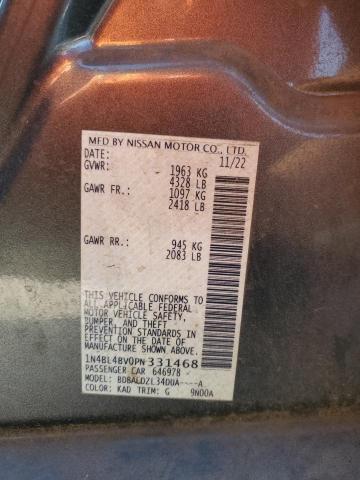 MFD BY NISSAN MOTOR CO., LTD.
DATE: 11/22
GVWR: 1963 KG
4328 LB
GAWR FR.: 1097 KG
2418 LB
GAWR RR.: 945 KG
2083 LB
THIS VEHICLE CONFORMS TO
ALL APPLICABLE FEDERAL
MOTOR VEHICLE SAFETY,
BUMPER, AND THEFT
PREVENTION STANDARDS
IN EFFECT ON THE DATE OF
MANUFACTURE SHOWN ABOVE.
1N4BL4BV0PN331468
PASSENGER CAR 646978
MODEL: BDBALDZL34DUA----A
COLOR: KAD TRIM: G 9N00A